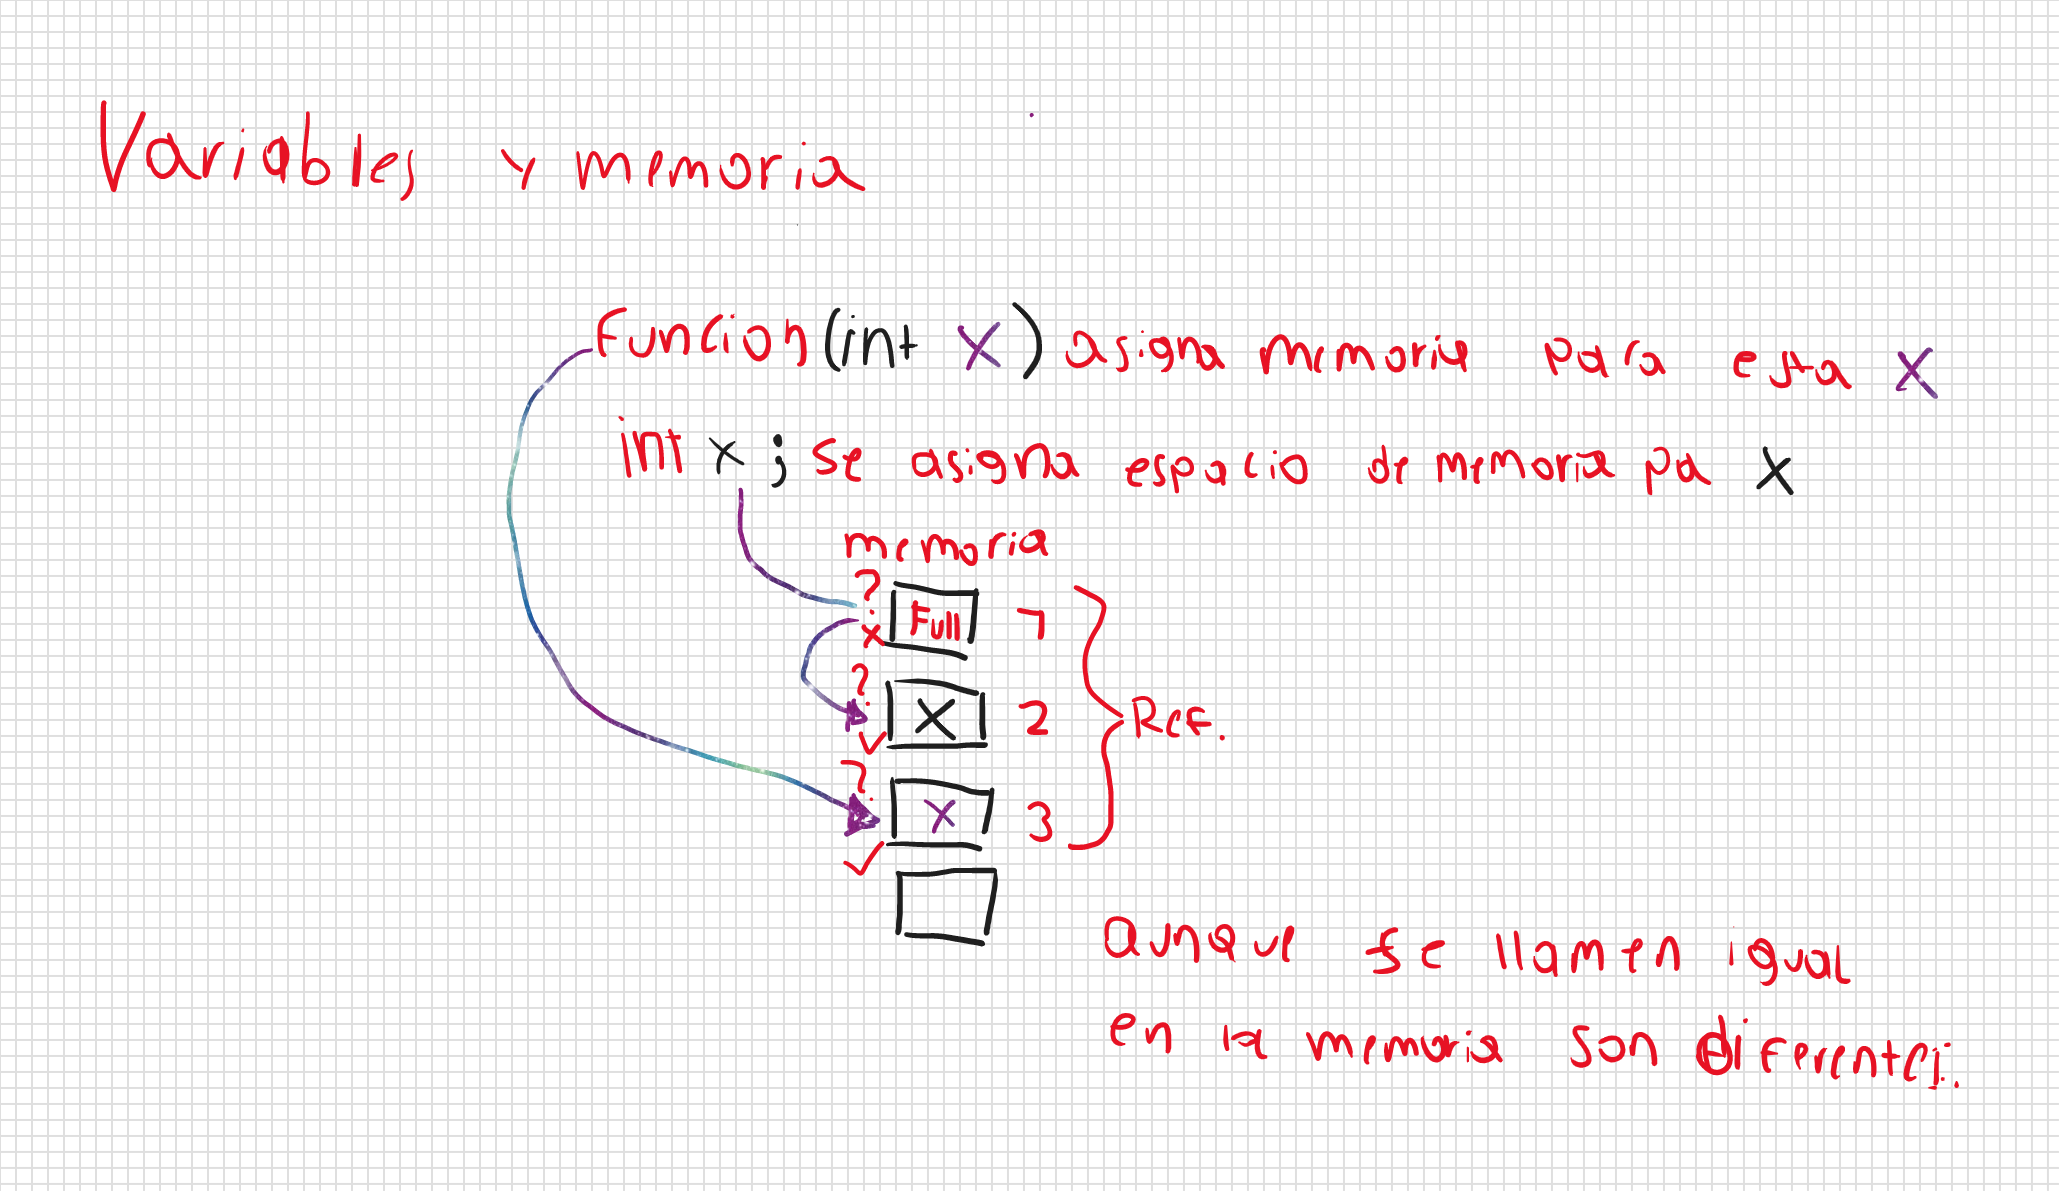 Variables y memoria
Funcion (int x) asigna memoria para esta x
int x ; se asigna espacio de memoria pa x
memoria
? x Full 1
? ✓ x 2 Ref.
? ✓ x 3
aunque se llamen igual
en la memoria son diferentes.